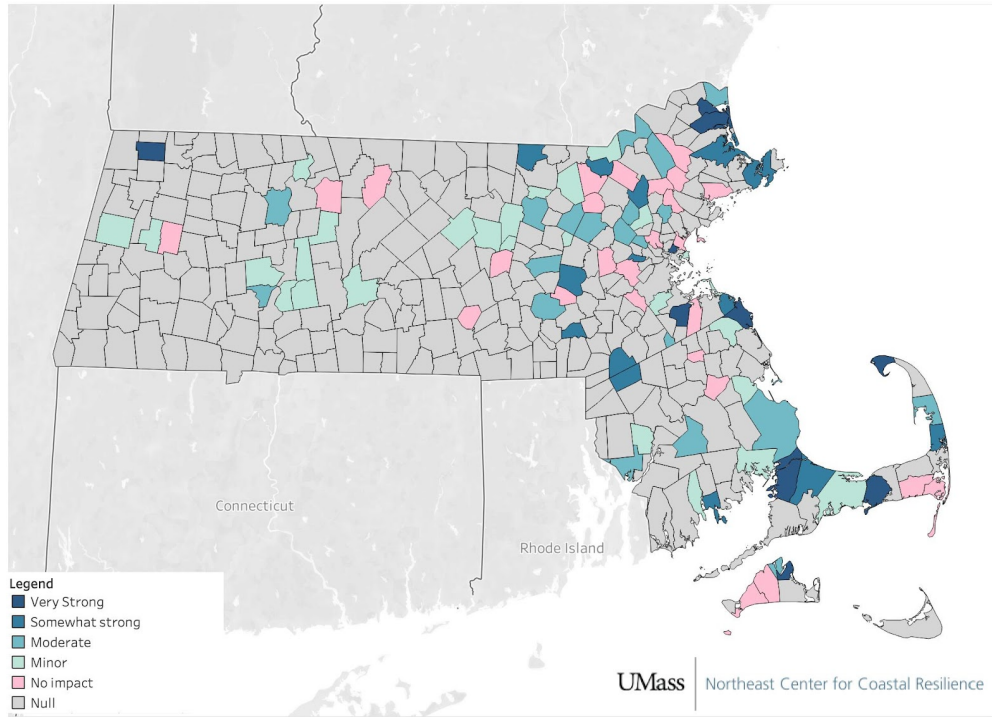 Connecticut
Rhode Island
Legend
Very Strong
Somewhat strong
Moderate
Minor
No impact
Null
UMass | Northeast Center for Coastal Resilience